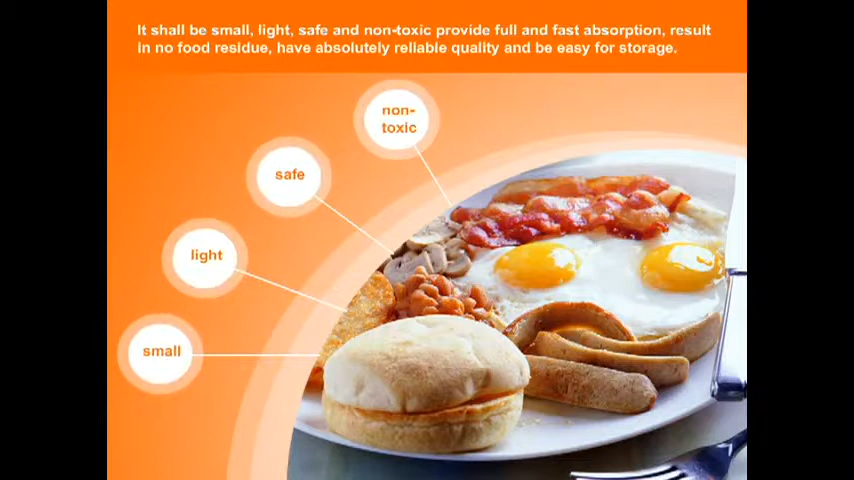 It shall be small, light, safe and non-toxic provide full and fast absorption, result
in no food residue, have absolutely reliable quality and be easy for storage.
non-
toxic
safe
light
small